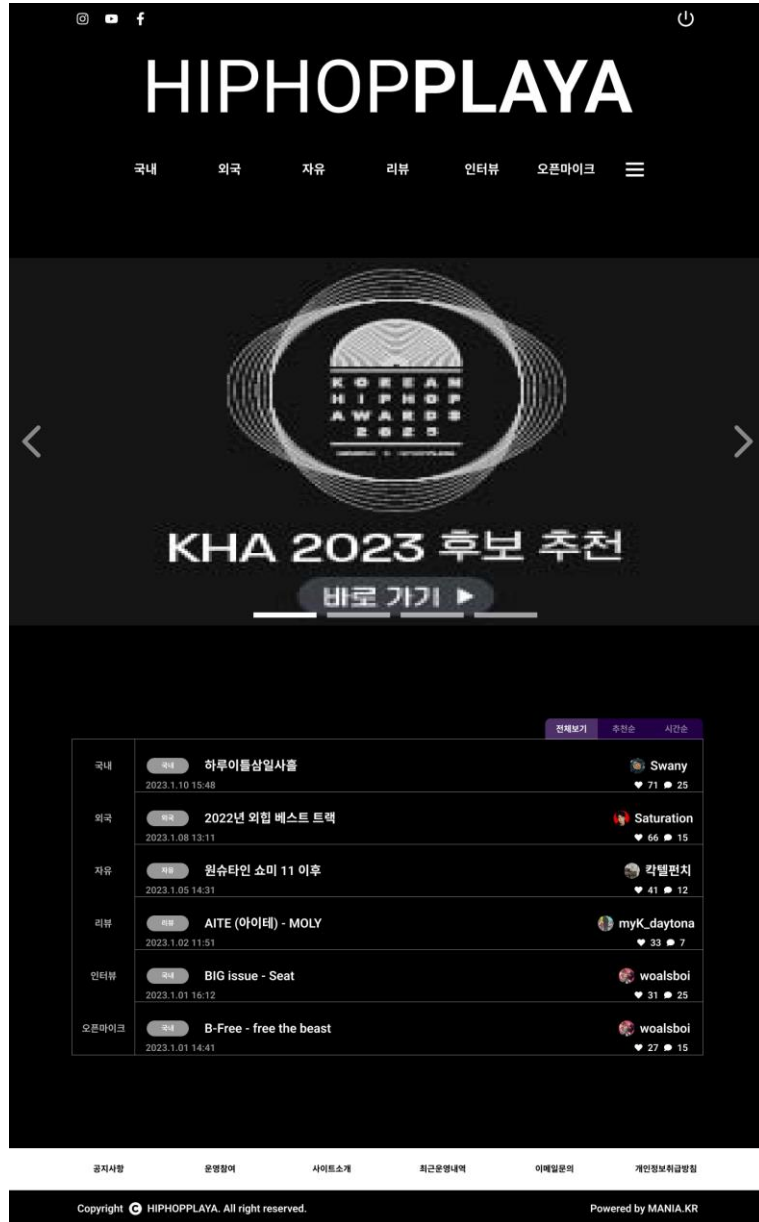 HIPHOPPLAYA
국내 외국 자유 리뷰 인터뷰 오픈마이크
KOREAN
HIPHOP
AWARDS
KHA 2023 후보 추천
바로 가기 ▶
전체보기 추천순 시간순
국내 국내 하루이틀삼일사흘 Swany
2023.1.10 15:48 71 25
외국 외국 2022년 외힙 베스트 트랙 Saturation
2023.1.08 13:11 66 15
자유 자유 원슈타인 쇼미 11 이후 칵텔펀치
2023.1.05 14:31 41 12
리뷰 리뷰 AITE (아이테) - MOLY myK_daytona
2023.1.02 11:51 33 7
인터뷰 국내 BIG issue - Seat woalsboi
2023.1.01 16:12 31 25
오픈마이크 국내 B-Free - free the beast woalsboi
2023.1.01 14:41 27 15
공지사항 운영참여 사이트소개 최근운영내역 이메일문의 개인정보취급방침
Copyright C HIPHOPPLAYA. All right reserved. Powered by MANIA.KR